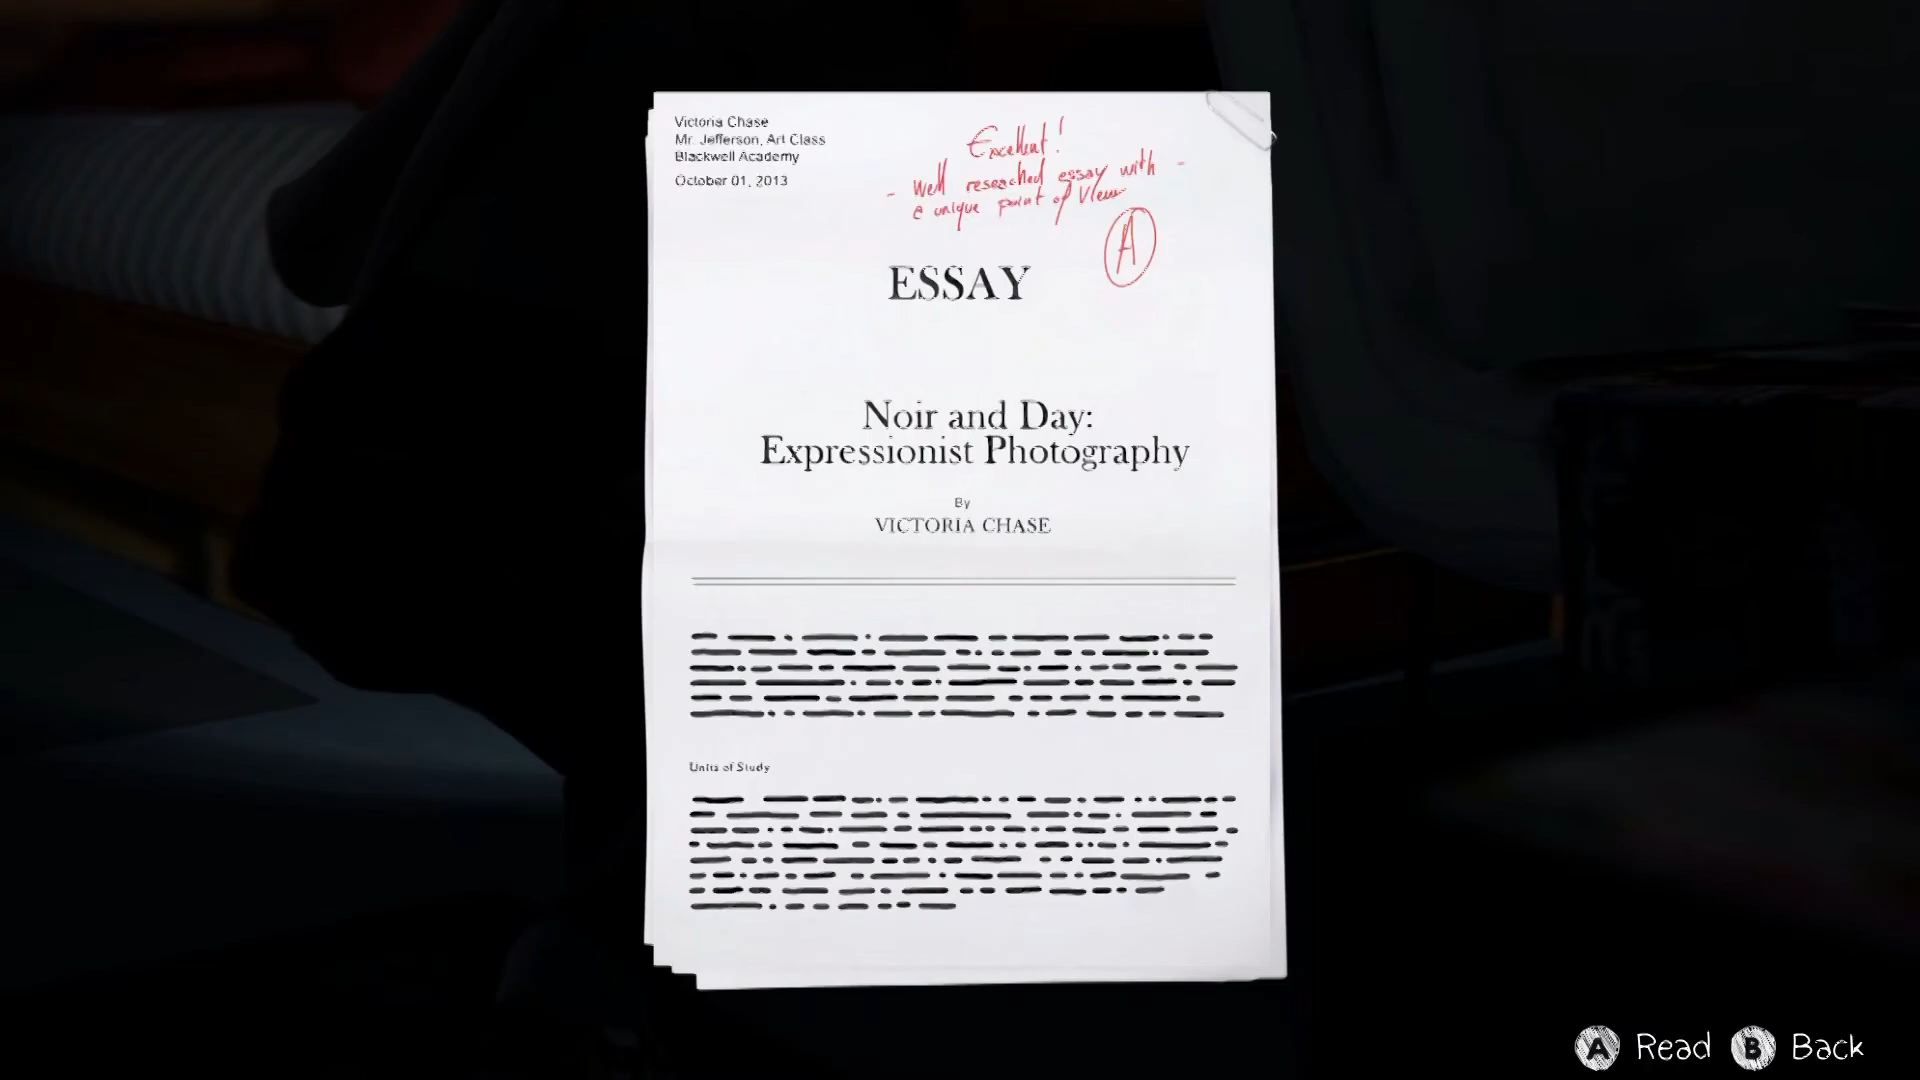 Victoria Chase
Mr. Jefferson, Art Class
Blackwell Academy
October 01, 2013
Excellent!
- Well reseached essay with -
a unique point of View
A
ESSAY
Noir and Day:
Expressionist Photography
By
VICTORIA CHASE
Units of Study
A Read B Back